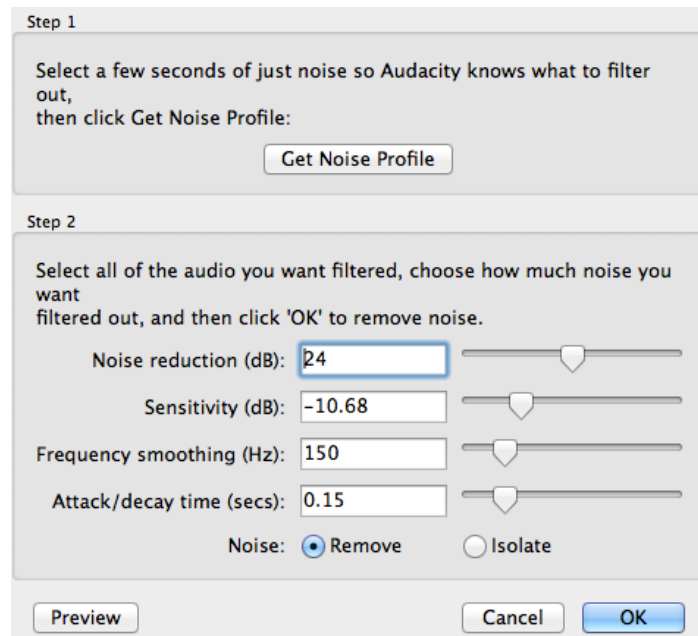 Step 1
Select a few seconds of just noise so Audacity knows what to filter
out,
then click Get Noise Profile:
Get Noise Profile
Step 2
Select all of the audio you want filtered, choose how much noise you
want
filtered out, and then click 'OK' to remove noise.
Noise reduction (dB): 24
Sensitivity (dB): -10.68
Frequency smoothing (Hz): 150
Attack/decay time (secs): 0.15
Noise: Remove Isolate
Preview Cancel OK